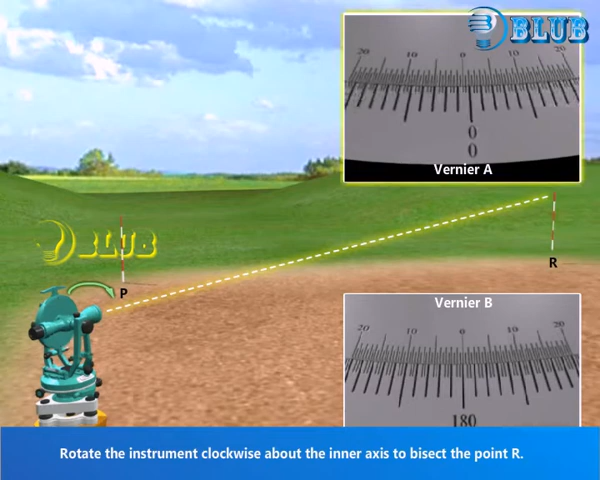 BLUB
20 10 0 10 20
0
0
Vernier A
BLUB
P
R
Vernier B
20 10 0 10 20
180
Rotate the instrument clockwise about the inner axis to bisect the point R.